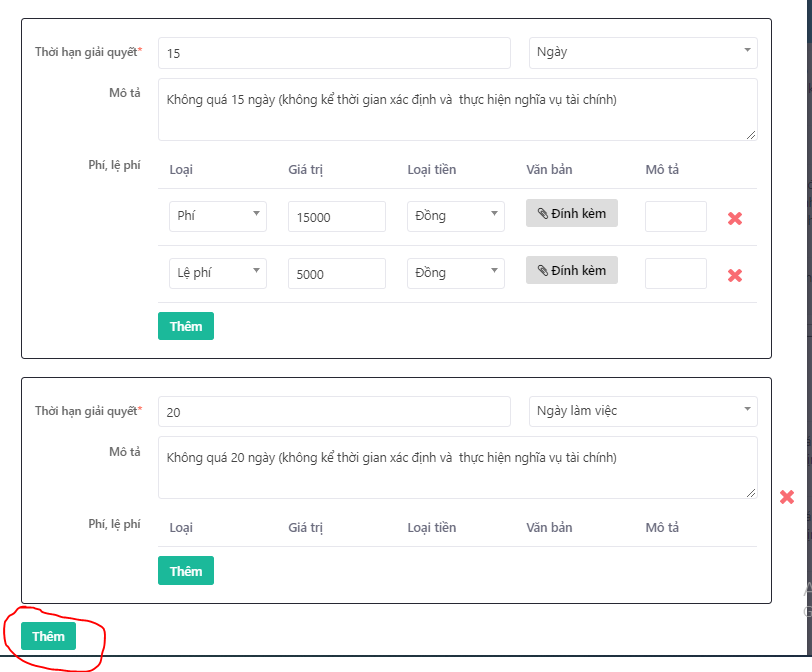 Thời hạn giải quyết* 15 Ngày
Mô tả Không quá 15 ngày (không kể thời gian xác định và  thực hiện nghĩa vụ tài chính)
Phí, lệ phí Loại Giá trị Loại tiền Văn bản Mô tả
Phí 15000 Đồng Đính kèm
Lệ phí 5000 Đồng Đính kèm
Thêm
Thời hạn giải quyết* 20 Ngày làm việc
Mô tả Không quá 20 ngày (không kể thời gian xác định và  thực hiện nghĩa vụ tài chính)
Phí, lệ phí Loại Giá trị Loại tiền Văn bản Mô tả
Thêm
Thêm